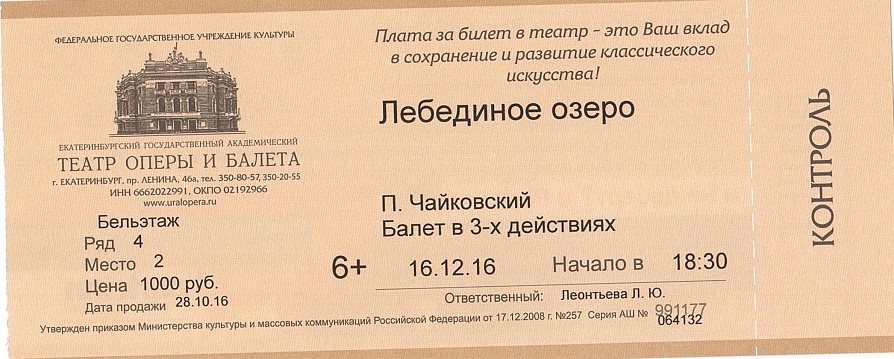 ФЕДЕРАЛЬНОЕ ГОСУДАРСТВЕННОЕ УЧРЕЖДЕНИЕ КУЛЬТУРЫ
ЕКАТЕРИНБУРГСКИЙ ГОСУДАРСТВЕННЫЙ АКАДЕМИЧЕСКИЙ
ТЕАТР ОПЕРЫ И БАЛЕТА
г. ЕКАТЕРИНБУРГ, пр. ЛЕНИНА, 46а, тел. 350-80-57, 350-20-55
ИНН 6662022991, ОКПО 02192966
www.uralopera.ru
Бельэтаж
Ряд 4
Место 2
Цена 1000 руб.
Дата продажи 28.10.16
Плата за билет в театр – это Ваш вклад
в сохранение и развитие классического
искусства!
Лебединое озеро
П. Чайковский
Балет в 3-х действиях
6+ 16.12.16 Начало в 18:30
Ответственный: Леонтьева Л. Ю.
Утвержден приказом Министерства культуры и массовых коммуникаций Российской Федерации от 17.12.2008 г. №257 Серия АШ № 991177
064132
КОНТРОЛЬ